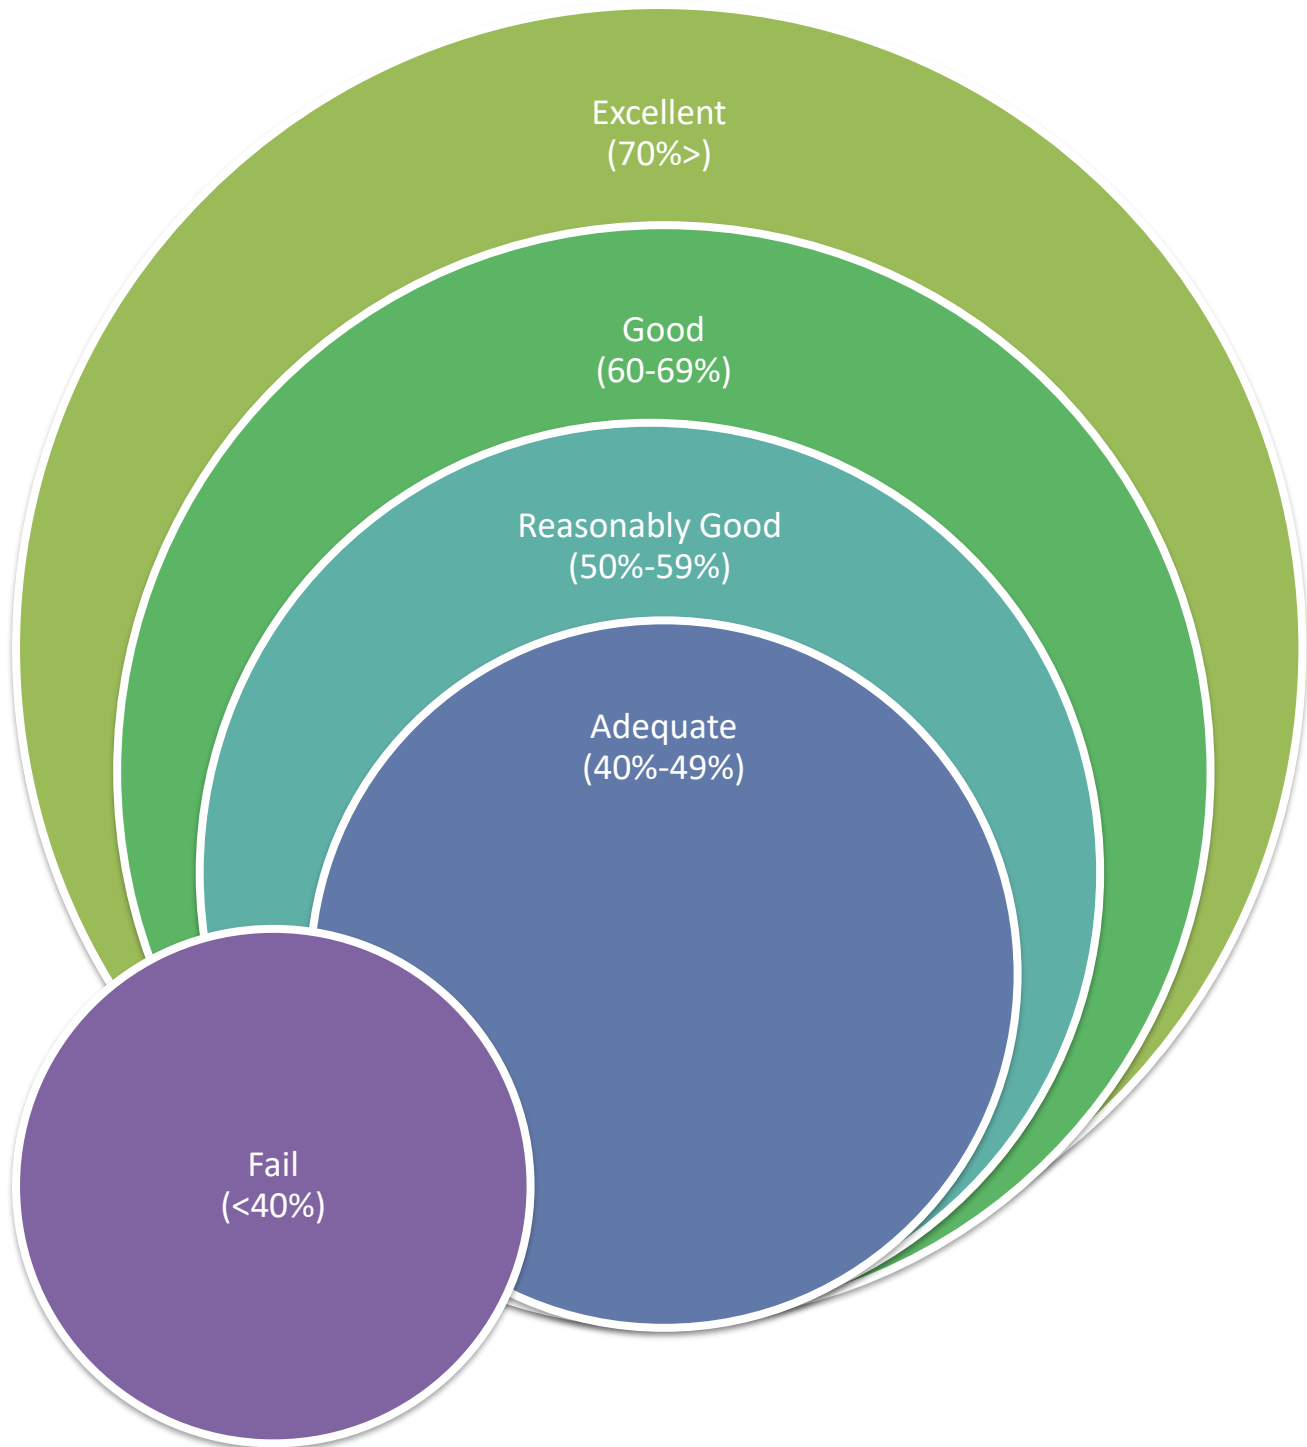 Excellent
(70%>)
Good
(60-69%)
Reasonably Good
(50%-59%)
Adequate
(40%-49%)
Fail
(<40%)